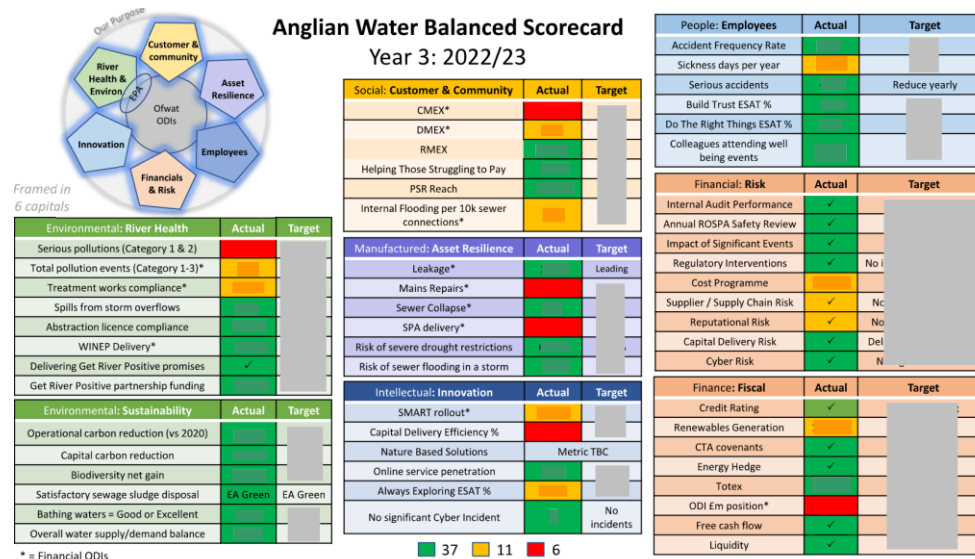 Anglian Water Balanced Scorecard
Year 3: 2022/23
Our Purpose
Customer & community
River Health & Environ
EPA
Asset Resilience
Ofwat ODIs
Innovation
Employees
Financials & Risk
Framed in
6 capitals
Environmental: River Health Actual Target
Serious pollutions (Category 1 & 2)
Total pollution events (Category 1-3)*
Treatment works compliance*
Spills from storm overflows
Abstraction licence compliance
WINEP Delivery*
Delivering Get River Positive promises ✓
Get River Positive partnership funding
Environmental: Sustainability Actual Target
Operational carbon reduction (vs 2020)
Capital carbon reduction
Biodiversity net gain
Satisfactory sewage sludge disposal EA Green EA Green
Bathing waters = Good or Excellent
Overall water supply/demand balance
* = Financial ODIs
Social: Customer & Community Actual Target
CMEX*
DMEX*
RMEX
Helping Those Struggling to Pay
PSR Reach
Internal Flooding per 10k sewer
connections*
Manufactured: Asset Resilience Actual Target
Leakage* Leading
Mains Repairs*
Sewer Collapse*
SPA delivery*
Risk of severe drought restrictions
Risk of sewer flooding in a storm
Intellectual: Innovation Actual Target
SMART rollout*
Capital Delivery Efficiency %
Nature Based Solutions Metric TBC
Online service penetration
Always Exploring ESAT %
No significant Cyber Incident No incidents
37 11 6
People: Employees Actual Target
Accident Frequency Rate
Sickness days per year
Serious accidents Reduce yearly
Build Trust ESAT %
Do The Right Things ESAT %
Colleagues attending well
being events
Financial: Risk Actual Target
Internal Audit Performance ✓
Annual ROSPA Safety Review ✓
Impact of Significant Events ✓
Regulatory Interventions ✓ No
Cost Programme
Supplier / Supply Chain Risk ✓ No
Reputational Risk ✓ No
Capital Delivery Risk ✓ Del
Cyber Risk ✓ N
Finance: Fiscal Actual Target
Credit Rating ✓
Renewables Generation
CTA covenants ✓
Energy Hedge ✓
Totex
ODI £m position*
Free cash flow ✓
Liquidity ✓